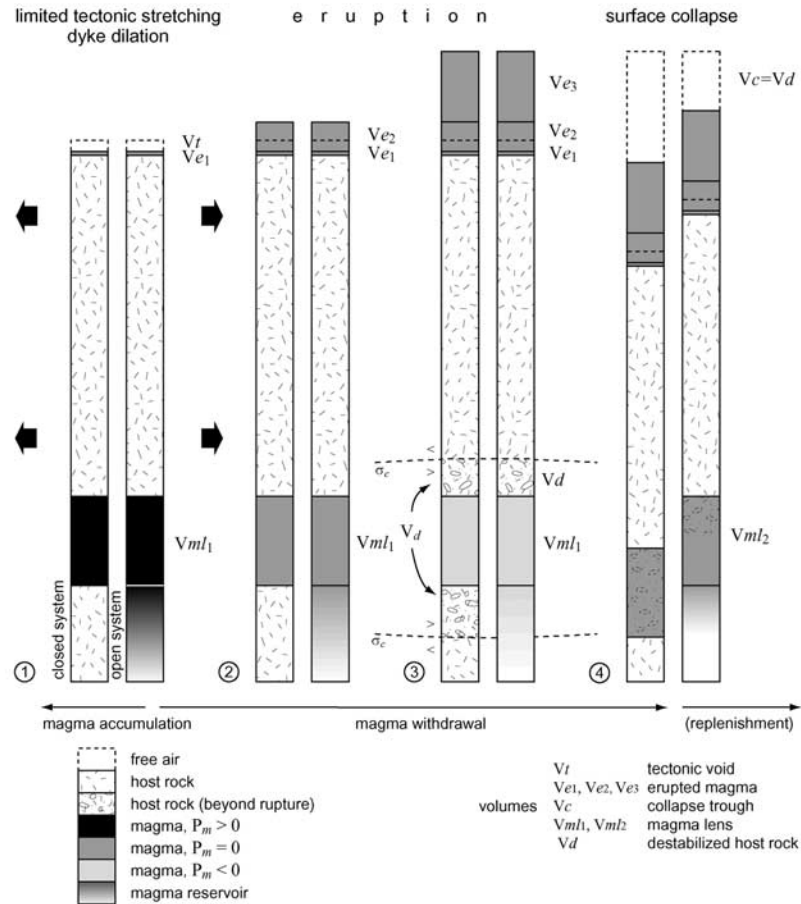 limited tectonic stretching
dyke dilation
eruption
surface collapse
Vt
Ve1
Ve2
Ve1
Ve3
Ve2
Ve1
Vc=Vd
σc
Vd
Vd
Vml1
Vml1
Vml1
Vml2
σc
closed system
open system
1
2
3
4
magma accumulation
magma withdrawal
(replenishment)
free air
host rock
host rock (beyond rupture)
magma, Pm > 0
magma, Pm = 0
magma, Pm < 0
magma reservoir
volumes
Vt tectonic void
Ve1, Ve2, Ve3 erupted magma
Vc collapse trough
Vml1, Vml2 magma lens
Vd destabilized host rock